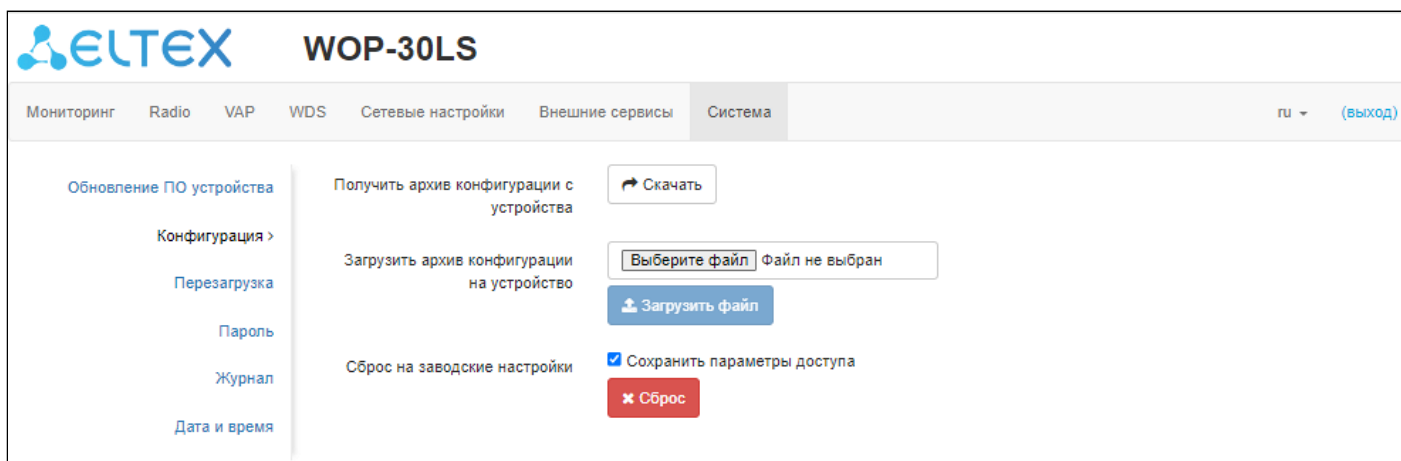 ELTEX WOP-30LS
Мониторинг Radio VAP WDS Сетевые настройки Внешние сервисы Система ru (выход)
Обновление ПО устройства
Конфигурация >
Перезагрузка
Пароль
Журнал
Дата и время
Получить архив конфигурации с
устройства
Скачать
Загрузить архив конфигурации
на устройство
Выберите файл Файл не выбран
Загрузить файл
Сброс на заводские настройки
Сохранить параметры доступа
Сброс